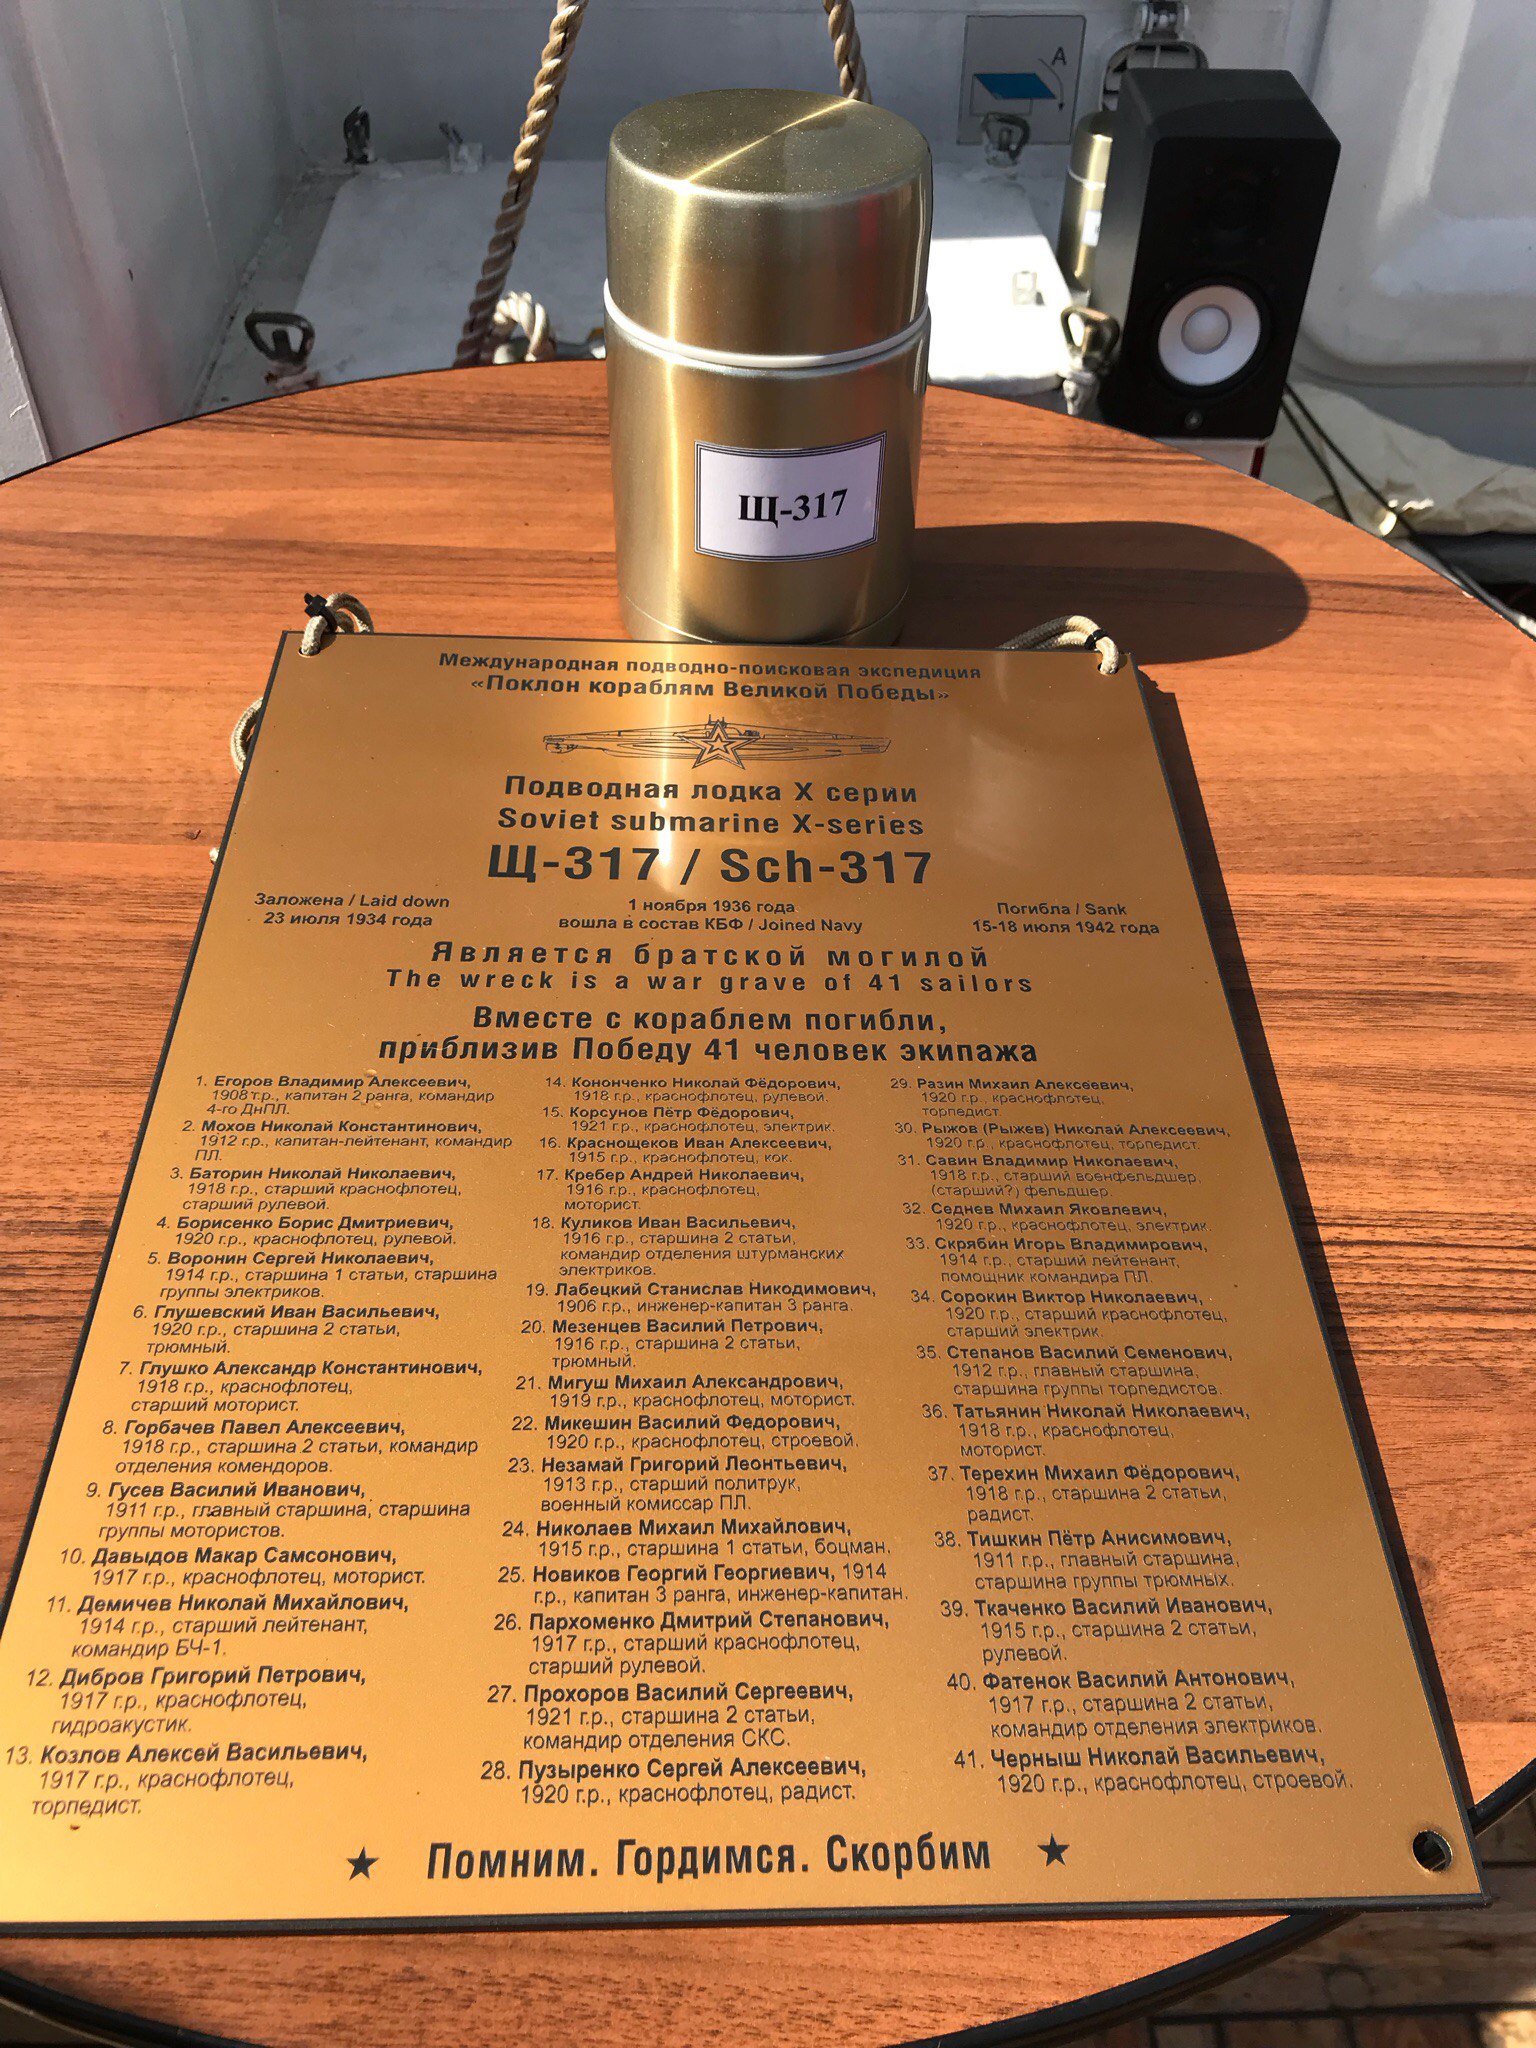 A
Щ-317
Международная подводно-поисковая экспедиция
«Поклон кораблям Великой Победы»
Подводная лодка X серии
Soviet submarine X-series
Щ-317 / Sch-317
Заложена / Laid down
23 июля 1934 года
1 ноября 1936 года
вошла в состав КБФ / Joined Navy
Погибла / Sank
15-18 июля 1942 года
Является братской могилой
The wreck is a war grave of 41 sailors
Вместе с кораблем погибли,
приблизив Победу 41 человек экипажа
1. Егоров Владимир Алексеевич,
1908 г.р., капитан 2 ранга, командир
4-го ДнПЛ.
2. Мохов Николай Константинович,
1912 г.р., капитан-лейтенант, командир
ПЛ.
3. Баторин Николай Николаевич,
1918 г.р., старший краснофлотец,
старший рулевой.
4. Борисенко Борис Дмитриевич,
1920 г.р., краснофлотец, рулевой.
5. Воронин Сергей Николаевич,
1914 г.р., старшина 1 статьи, старшина
группы электриков.
6. Глушевский Иван Васильевич,
1920 г.р., старшина 2 статьи,
трюмный.
7. Глушко Александр Константинович,
1918 г.р., краснофлотец,
старший моторист.
8. Горбачев Павел Алексеевич,
1918 г.р., старшина 2 статьи, командир
отделения комендоров.
9. Гусев Василий Иванович,
1911 г.р., главный старшина, старшина
группы мотористов.
10. Давыдов Макар Самсонович,
1917 г.р., краснофлотец, моторист.
11. Демичев Николай Михайлович,
1914 г.р., старший лейтенант,
командир БЧ-1.
12. Дибров Григорий Петрович,
1917 г.р., краснофлотец,
гидроакустик.
13. Козлов Алексей Васильевич,
1917 г.р., краснофлотец,
торпедист.
14. Кононченко Николай Фёдорович,
1918 г.р., краснофлотец, рулевой.
15. Корсунов Пётр Фёдорович,
1921 г.р., краснофлотец, электрик.
16. Краснощеков Иван Алексеевич,
1915 г.р., краснофлотец, кок.
17. Кребер Андрей Николаевич,
1916 г.р., краснофлотец,
моторист.
18. Куликов Иван Васильевич,
1916 г.р., старшина 2 статьи,
командир отделения штурманских
электриков.
19. Лабецкий Станислав Никодимович,
1906 г.р., инженер-капитан 3 ранга.
20. Мезенцев Василий Петрович,
1916 г.р., старшина 2 статьи,
трюмный.
21. Мигуш Михаил Александрович,
1919 г.р., краснофлотец, моторист.
22. Микешин Василий Федорович,
1920 г.р., краснофлотец, строевой.
23. Незамай Григорий Леонтьевич,
1913 г.р., старший политрук,
военный комиссар ПЛ.
24. Николаев Михаил Михайлович,
1915 г.р., старшина 1 статьи, боцман.
25. Новиков Георгий Георгиевич, 1914
г.р., капитан 3 ранга, инженер-капитан.
26. Пархоменко Дмитрий Степанович,
1917 г.р., старший краснофлотец,
старший рулевой.
27. Прохоров Василий Сергеевич,
1921 г.р., старшина 2 статьи,
командир отделения СКС.
28. Пузыренко Сергей Алексеевич,
1920 г.р., краснофлотец, радист.
29. Разин Михаил Алексеевич,
1920 г.р., краснофлотец,
торпедист.
30. Рыжов (Рыжев) Николай Алексеевич,
1920 г.р., краснофлотец, торпедист.
31. Савин Владимир Николаевич,
1918 г.р., старший военфельдшер,
(старший?) фельдшер.
32. Седнев Михаил Яковлевич,
1920 г.р., краснофлотец, электрик.
33. Скрябин Игорь Владимирович,
1914 г.р., старший лейтенант,
помощник командира ПЛ.
34. Сорокин Виктор Николаевич,
1920 г.р., старший краснофлотец,
старший электрик.
35. Степанов Василий Семенович,
1912 г.р., главный старшина,
старшина группы торпедистов.
36. Татьянин Николай Николаевич,
1918 г.р., краснофлотец,
моторист.
37. Терехин Михаил Фёдорович,
1918 г.р., старшина 2 статьи,
радист.
38. Тишкин Пётр Анисимович,
1911 г.р., главный старшина,
старшина группы трюмных.
39. Ткаченко Василий Иванович,
1915 г.р., старшина 2 статьи,
рулевой.
40. Фатенок Василий Антонович,
1917 г.р., старшина 2 статьи,
командир отделения электриков.
41. Черныш Николай Васильевич,
1920 г.р., краснофлотец, строевой.
Помним. Гордимся. Скорбим